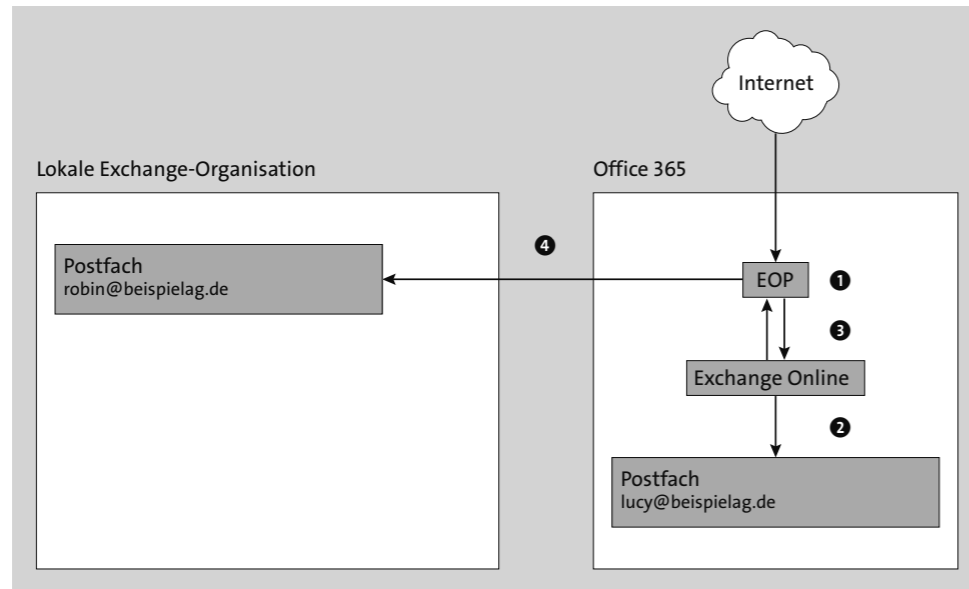 Internet
Lokale Exchange-Organisation
Office 365
Postfach
robin@beispielag.de
❹
EOP
❶
❸
Exchange Online
❷
Postfach
lucy@beispielag.de